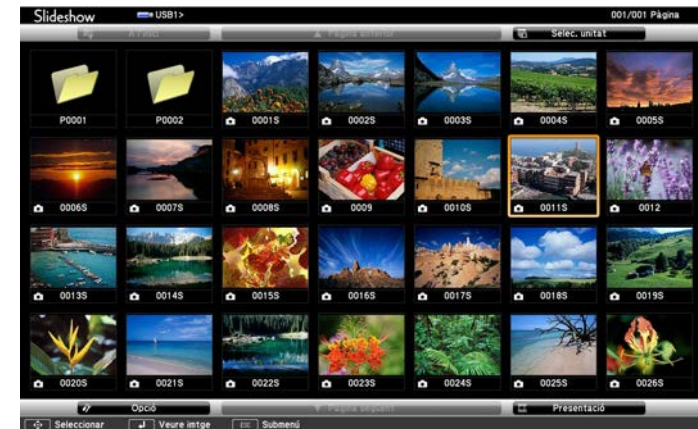 Slideshow USB1> 001/001 Pàgina
A l'inici Pàgina anterior Selec. unitat
P0001 P0002 0001S 0002S 0003S 0004S 0005S
0006S 0007S 0008S 0009 0010S 0011S 0012
0013S 0014S 0015S 0016S 0017S 0018S 0019S
0020S 0021S 0022S 0023S 0024S 0025S 0026S
Opció Pàgina següent Presentació
Seleccionar Veure imtge Esc Submenú